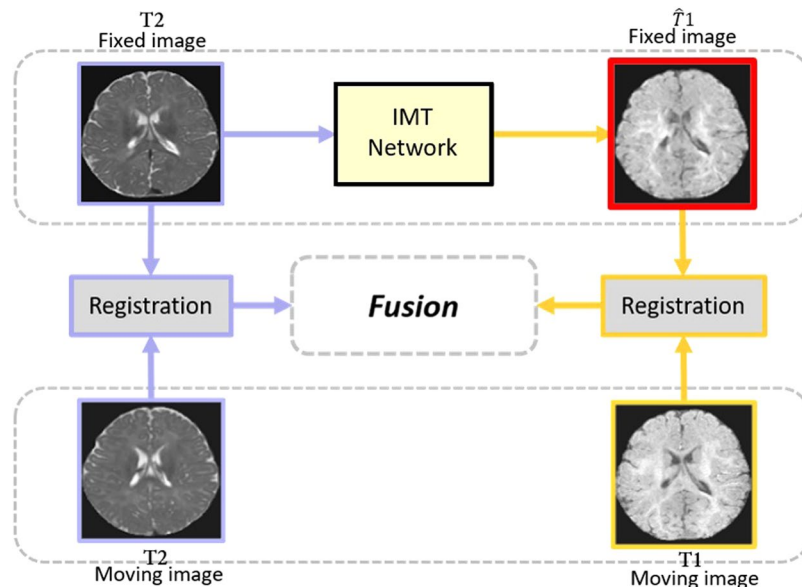 T2
Fixed image
T̂1
Fixed image
IMT
Network
Registration
Fusion
Registration
T2
Moving image
T1
Moving image